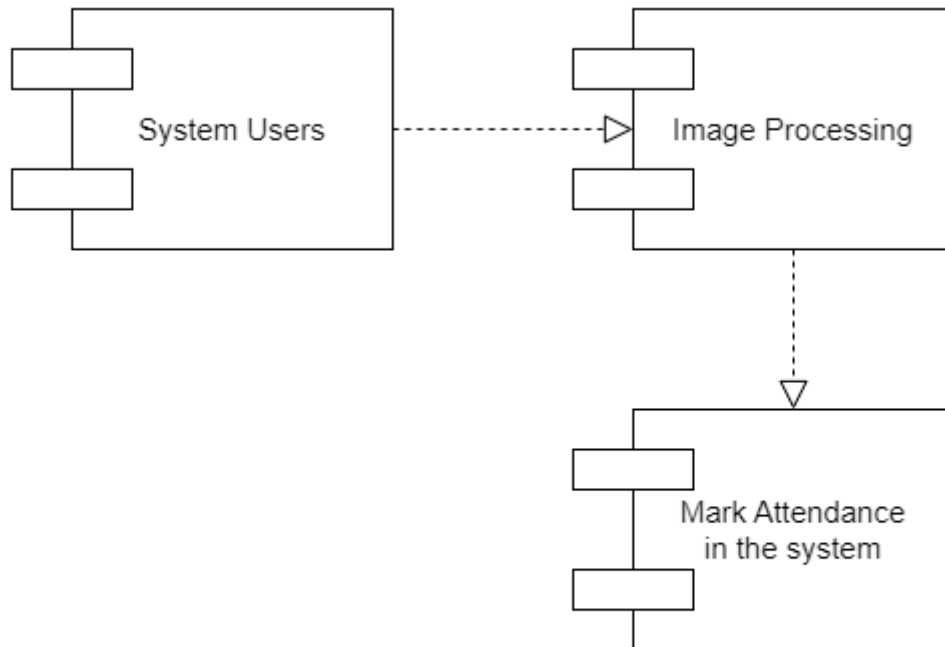 System Users
Image Processing
Mark Attendance
in the system